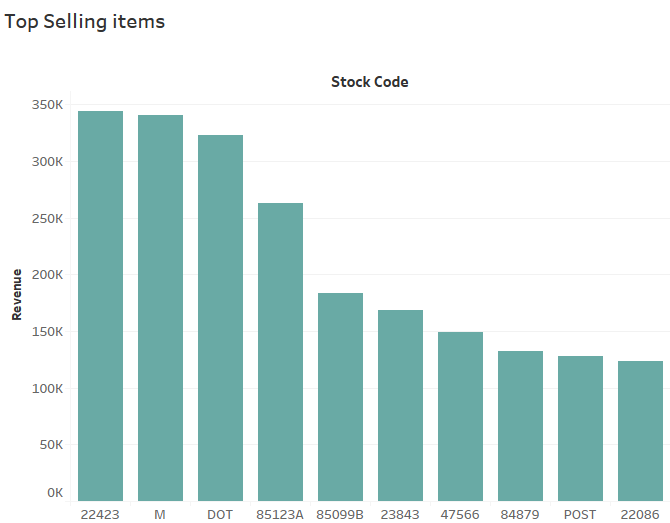 Top Selling items
Stock Code
350K
300K
250K
200K
150K
100K
50K
0K
Revenue
22423 M DOT 85123A 85099B 23843 47566 84879 POST 22086